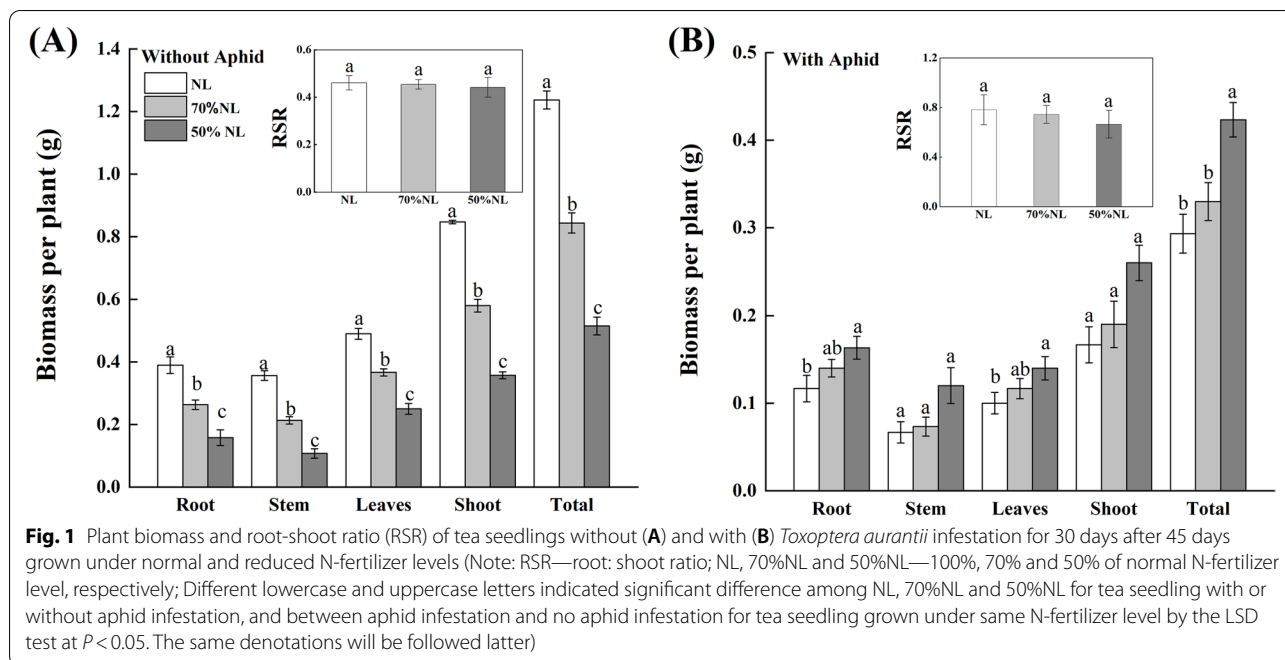 (A)
Without Aphid
NL
70%NL
50% NL
Biomass per plant (g)
1.4
1.2
1.0
0.8
0.6
0.4
0.2
0.0
a b c
a b c
a b c
a b c
a b c
Root Stem Leaves Shoot Total
RSR
0.6
0.4
0.2
0.0
a a a
NL 70%NL 50%NL
(B)
With Aphid
Biomass per plant (g)
0.5
0.4
0.3
0.2
0.1
0.0
b ab a
a a a
b ab a
a a a
b b a
Root Stem Leaves Shoot Total
RSR
1.2
0.8
0.4
0.0
a a a
NL 70%NL 50%NL
Fig. 1 Plant biomass and root-shoot ratio (RSR) of tea seedlings without (A) and with (B) Toxoptera aurantii infestation for 30 days after 45 days
grown under normal and reduced N-fertilizer levels (Note: RSR—root: shoot ratio; NL, 70%NL and 50%NL—100%, 70% and 50% of normal N-fertilizer
level, respectively; Different lowercase and uppercase letters indicated significant difference among NL, 70%NL and 50%NL for tea seedling with or
without aphid infestation, and between aphid infestation and no aphid infestation for tea seedling grown under same N-fertilizer level by the LSD
test at P < 0.05. The same denotations will be followed latter)